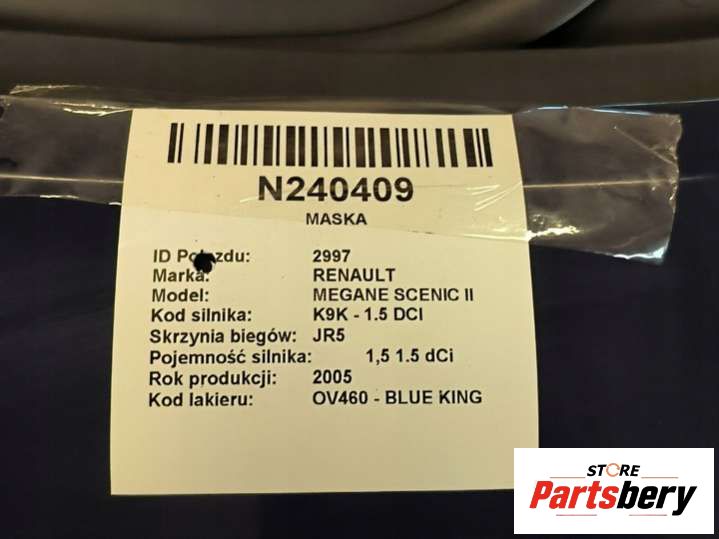 N240409
MASKA
ID Pojazdu: 2997
Marka: RENAULT
Model: MEGANE SCENIC II
Kod silnika: K9K - 1.5 DCI
Skrzynia biegów: JR5
Pojemność silnika: 1,5 1.5 dCi
Rok produkcji: 2005
Kod lakieru: OV460 - BLUE KING
STORE
Partsbery